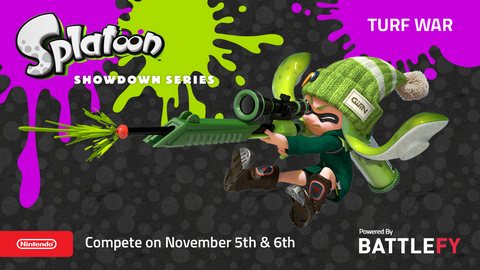 Splatoon
SHOWDOWN SERIES
TURF WAR
Nintendo
Compete on November 5th & 6th
Powered By
BATTLEFY